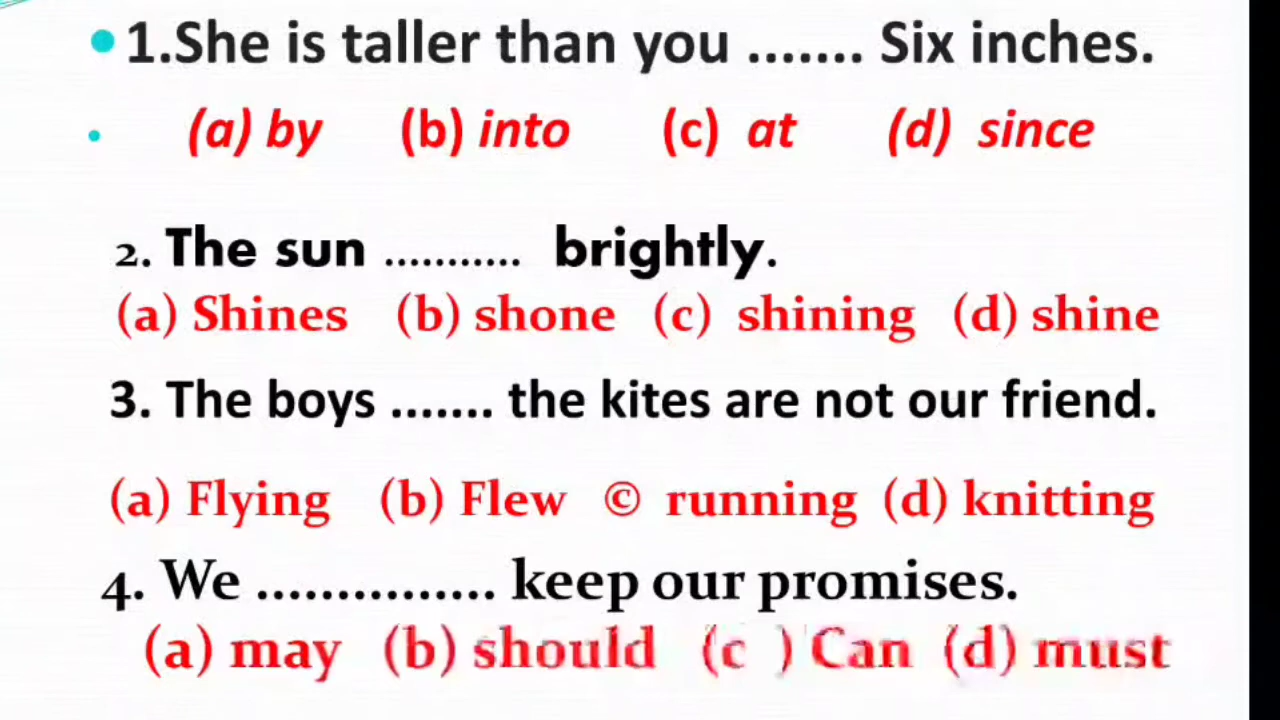 •1.She is taller than you ....... Six inches.
• (a) by (b) into (c) at (d) since
2. The sun ........... brightly.
(a) Shines (b) shone (c) shining (d) shine
3. The boys ....... the kites are not our friend.
(a) Flying (b) Flew © running (d) knitting
4. We ............... keep our promises.
(a) may (b) should (c ) Can (d) must